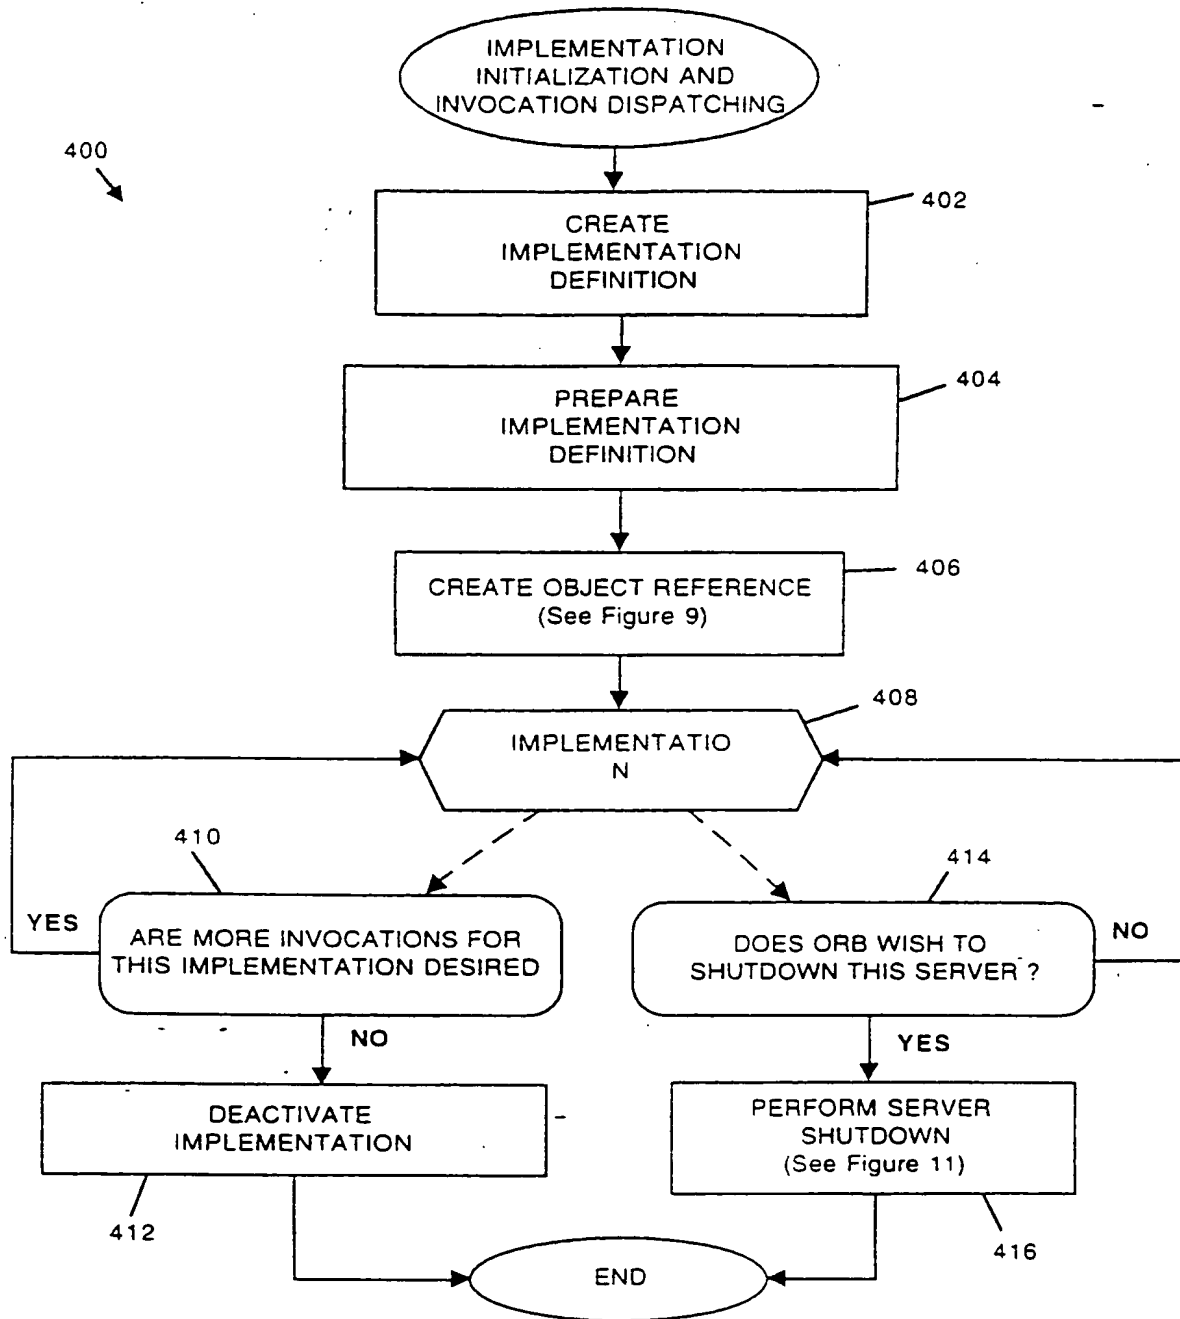 IMPLEMENTATION
INITIALIZATION AND
INVOCATION DISPATCHING
400
402
CREATE
IMPLEMENTATION
DEFINITION
404
PREPARE
IMPLEMENTATION
DEFINITION
406
CREATE OBJECT REFERENCE
(See Figure 9)
408
IMPLEMENTATIO
N
410
414
YES
ARE MORE INVOCATIONS FOR
THIS IMPLEMENTATION DESIRED
DOES ORB WISH TO
SHUTDOWN THIS SERVER ?
NO
NO
YES
DEACTIVATE
IMPLEMENTATION
PERFORM SERVER
SHUTDOWN
(See Figure 11)
412
416
END